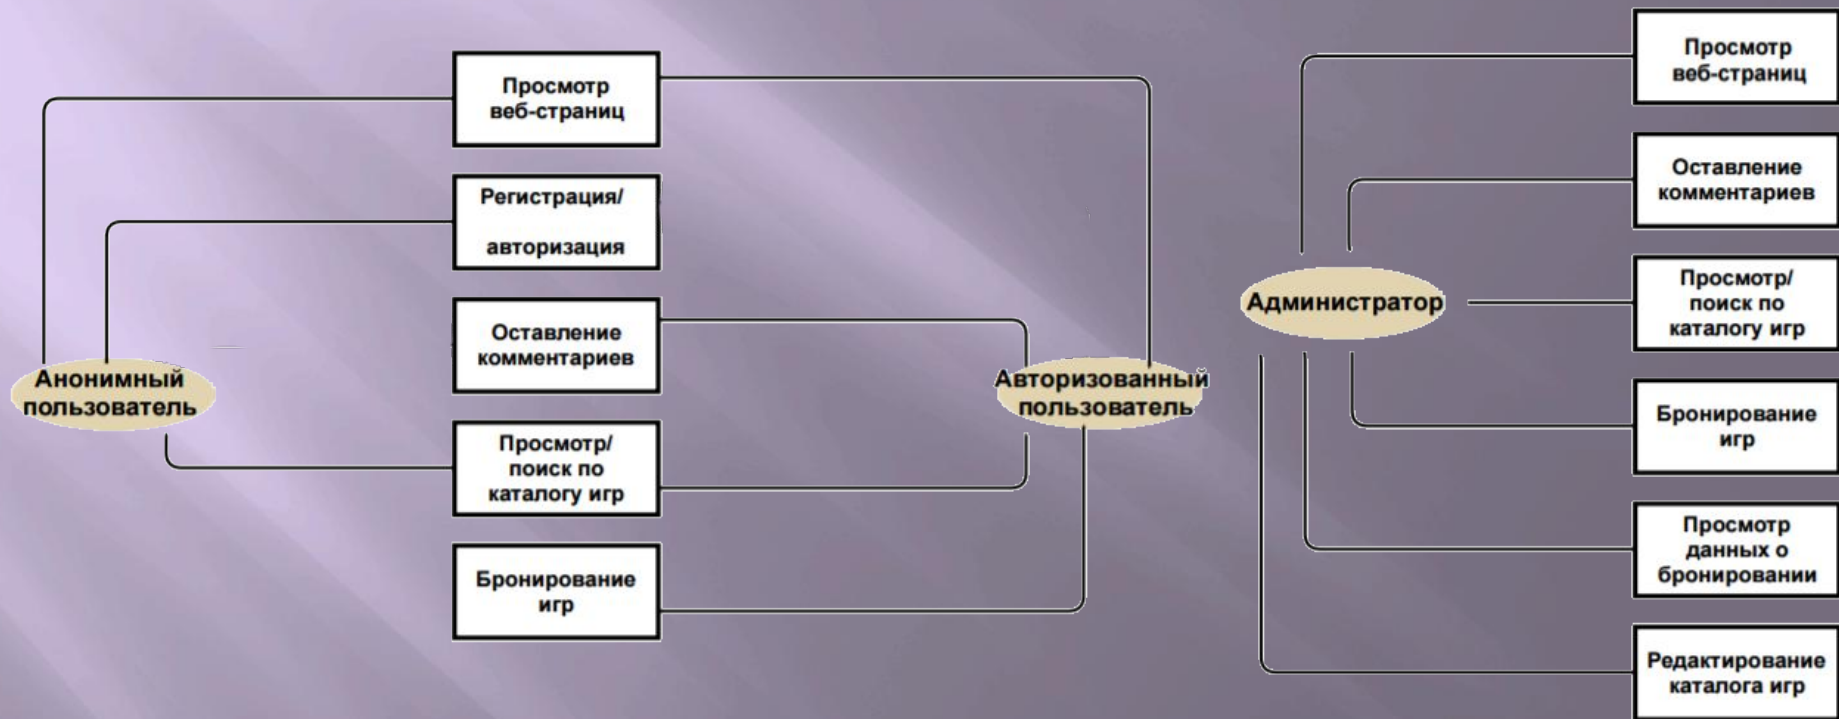 Просмотр
веб-страниц
Регистрация/
авторизация
Оставление
комментариев
Просмотр/
поиск по
каталогу игр
Бронирование
игр
Анонимный
пользователь
Авторизованный
пользователь
Администратор
Просмотр
веб-страниц
Оставление
комментариев
Просмотр/
поиск по
каталогу игр
Бронирование
игр
Просмотр
данных о
бронировании
Редактирование
каталога игр